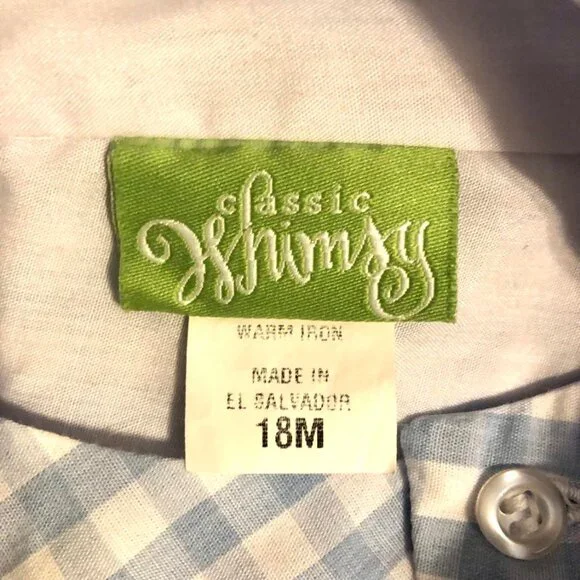 classic
Whimsy
WARM IRON
MADE IN
EL SALVADOR
18M